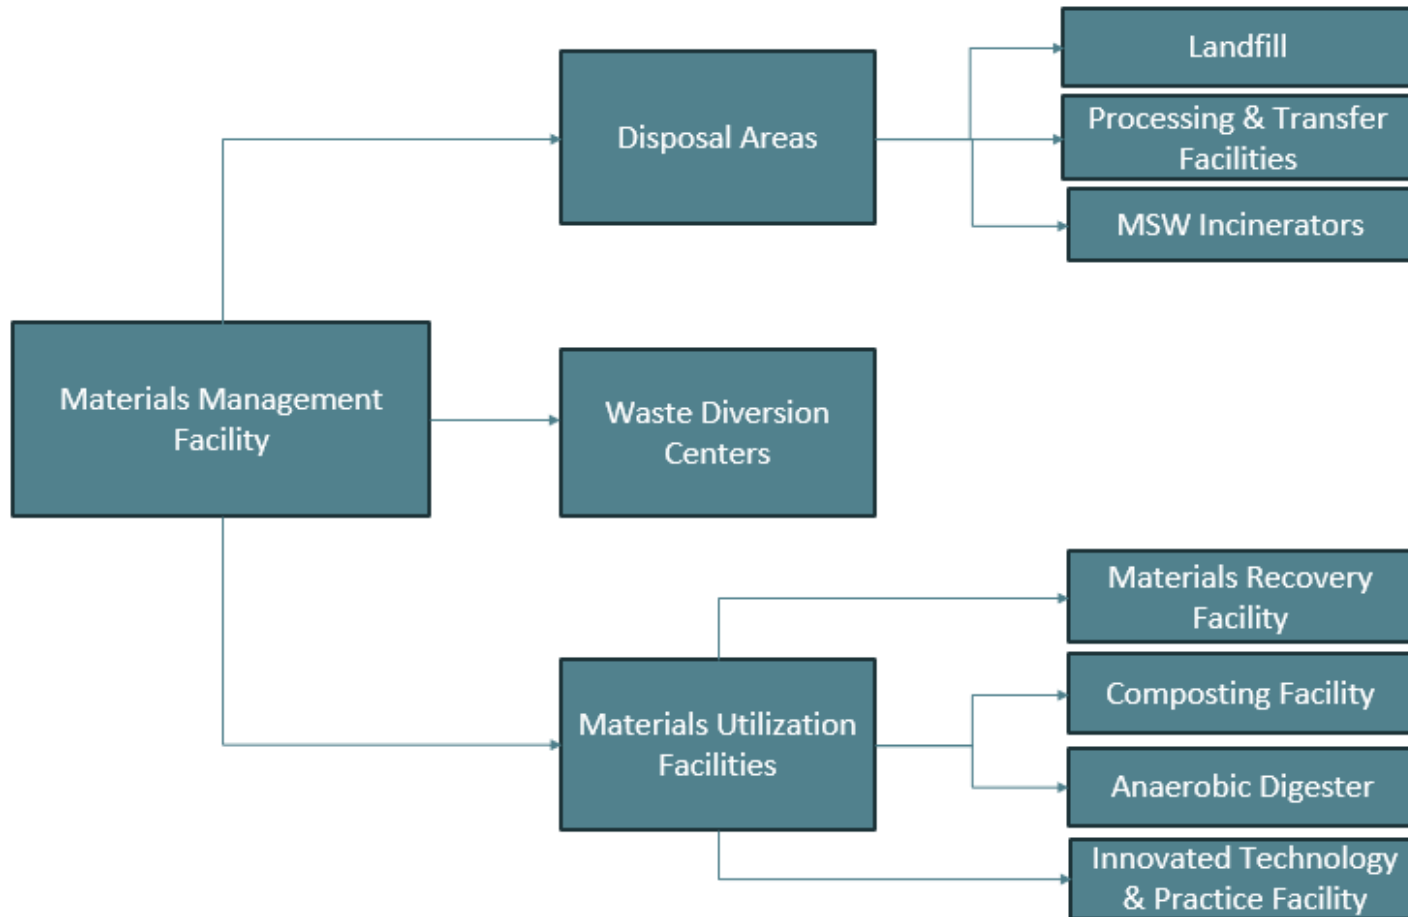 Landfill
Disposal Areas
Processing & Transfer
Facilities
MSW Incinerators
Materials Management
Facility
Waste Diversion
Centers
Materials Recovery
Facility
Materials Utilization
Facilities
Composting Facility
Anaerobic Digester
Innovated Technology
& Practice Facility